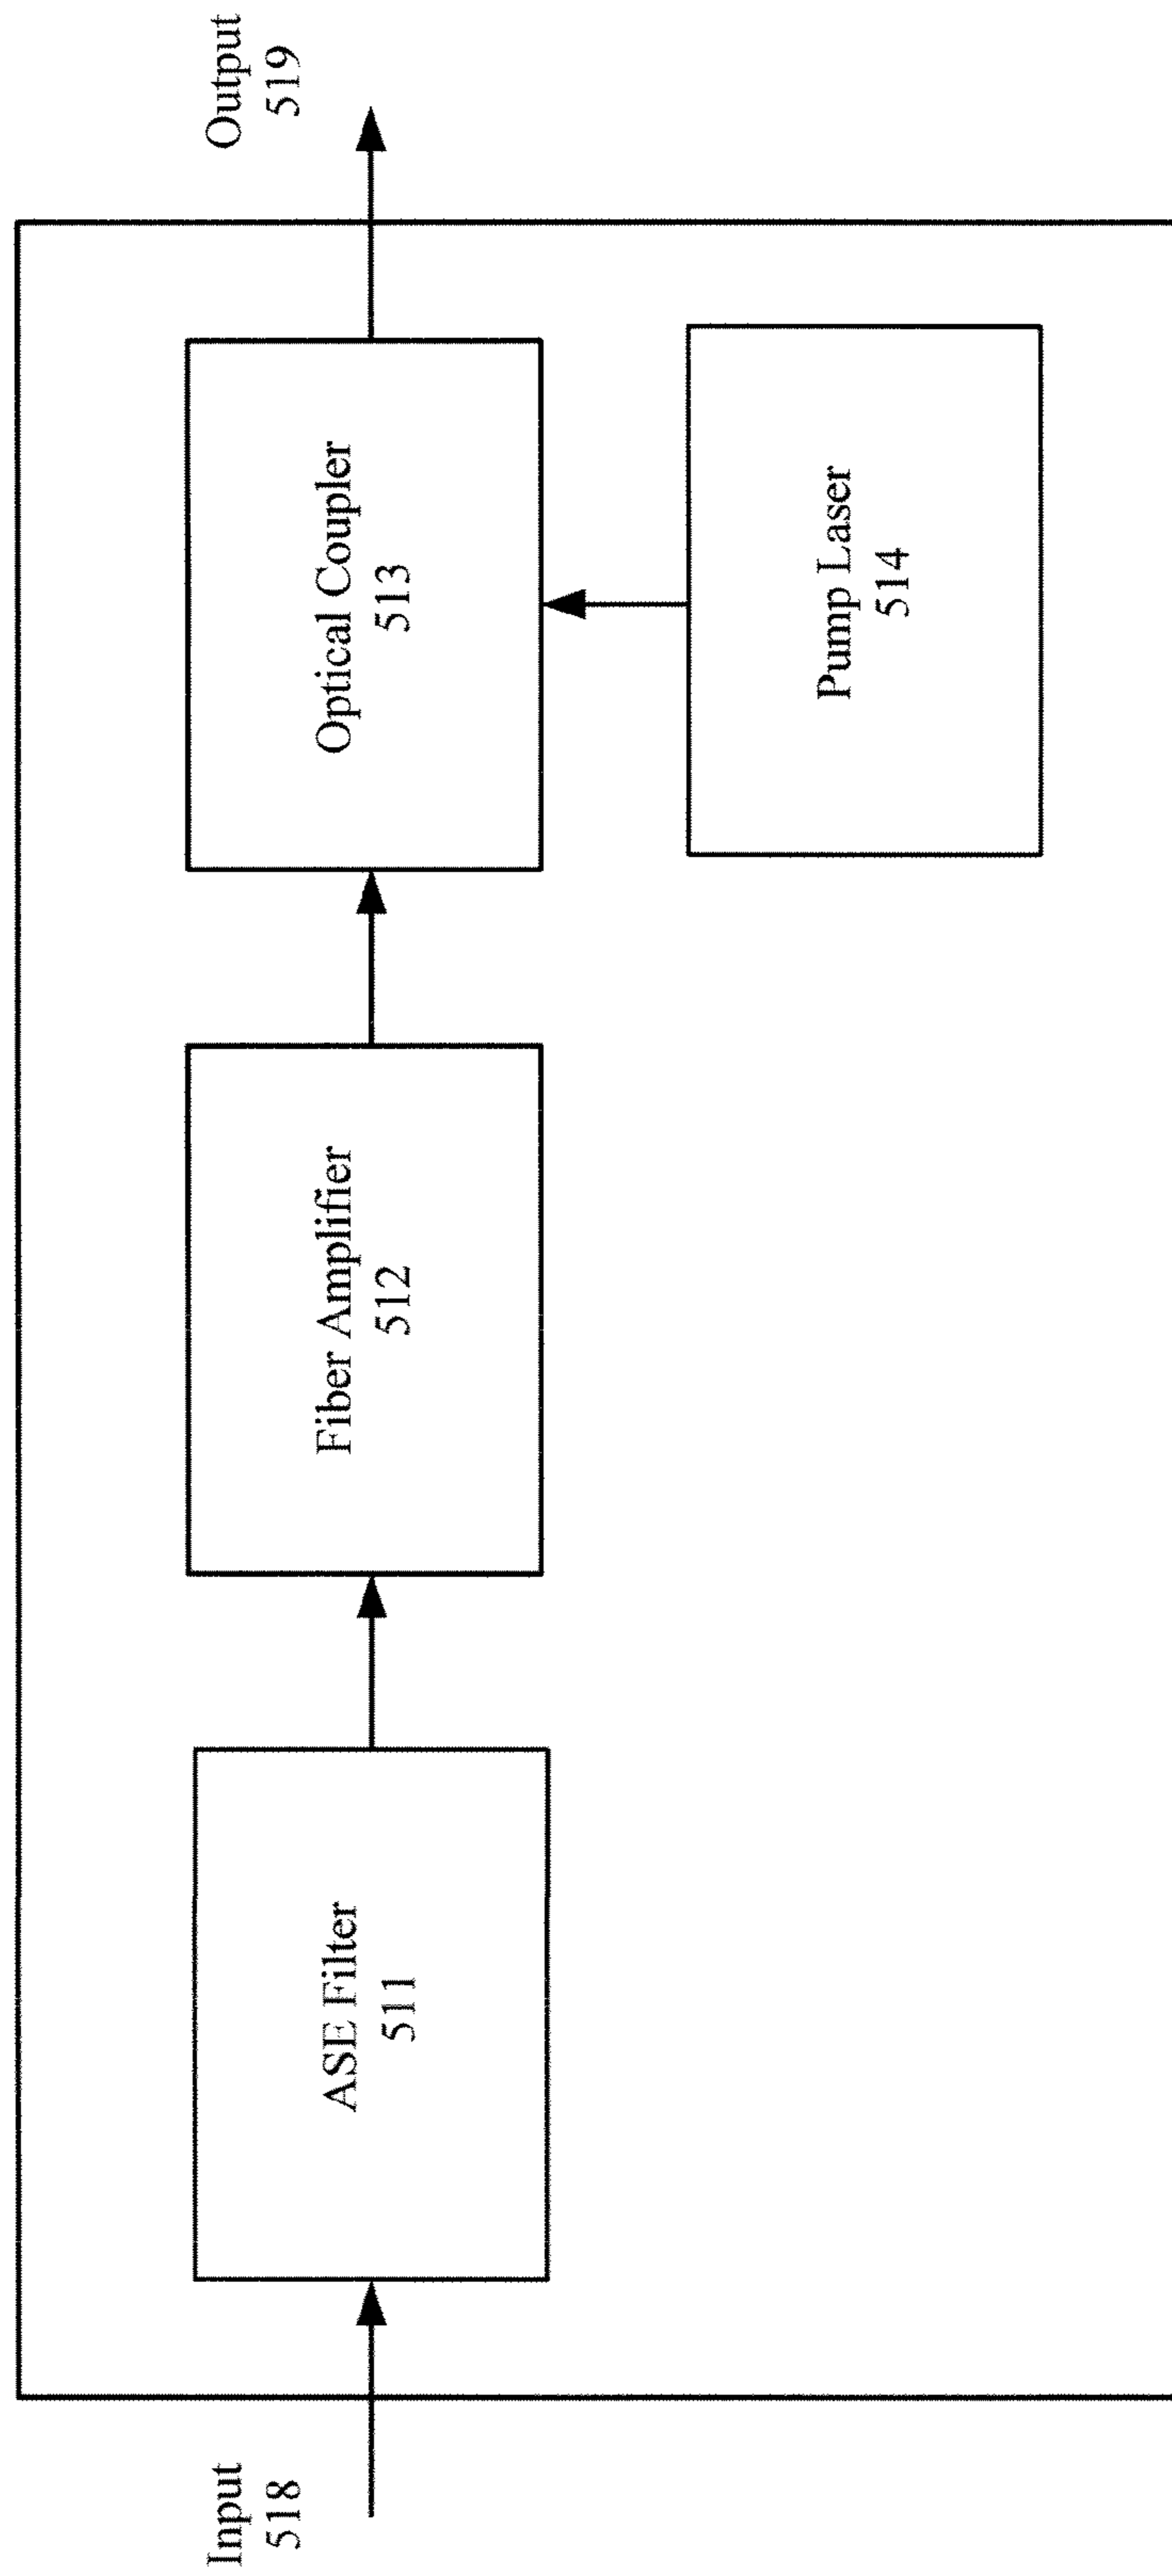 Input
518
ASE Filter
511
Fiber Amplifier
512
Optical Coupler
513
Pump Laser
514
Output
519